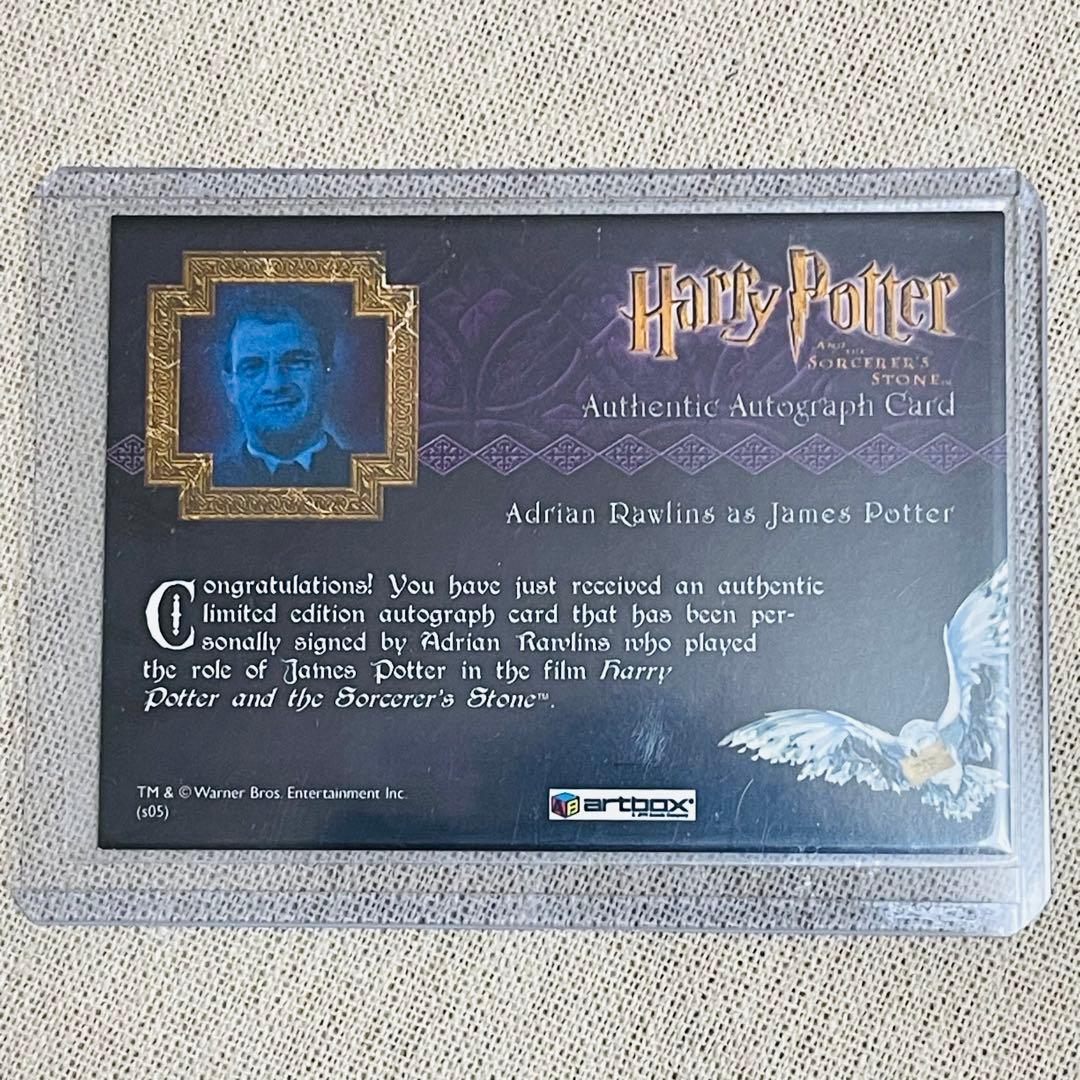 Harry Potter
AND THE
SORCERER'S
STONE™
Authentic Autograph Card
Adrian Rawlins as James Potter
Congratulations! You have just received an authentic
limited edition autograph card that has been per-
sonally signed by Adrian Rawlins who played
the role of James Potter in the film Harry
Potter and the Sorcerer's Stone™.
TM & © Warner Bros. Entertainment Inc.
(s05)
artbox